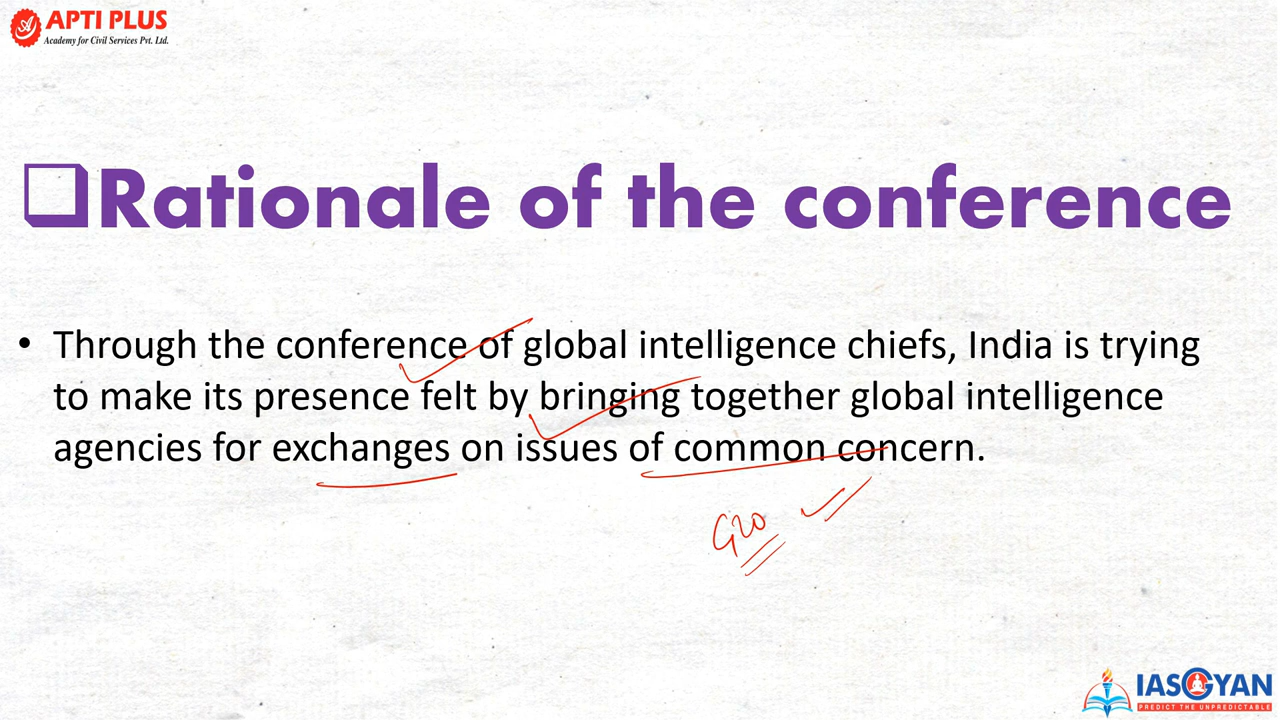 APTI PLUS
Academy for Civil Services Pvt. Ltd.
Rationale of the conference
• Through the conference of global intelligence chiefs, India is trying
to make its presence felt by bringing together global intelligence
agencies for exchanges on issues of common concern.
G20
IASGYAN
PREDICT THE UNPREDICTABLE